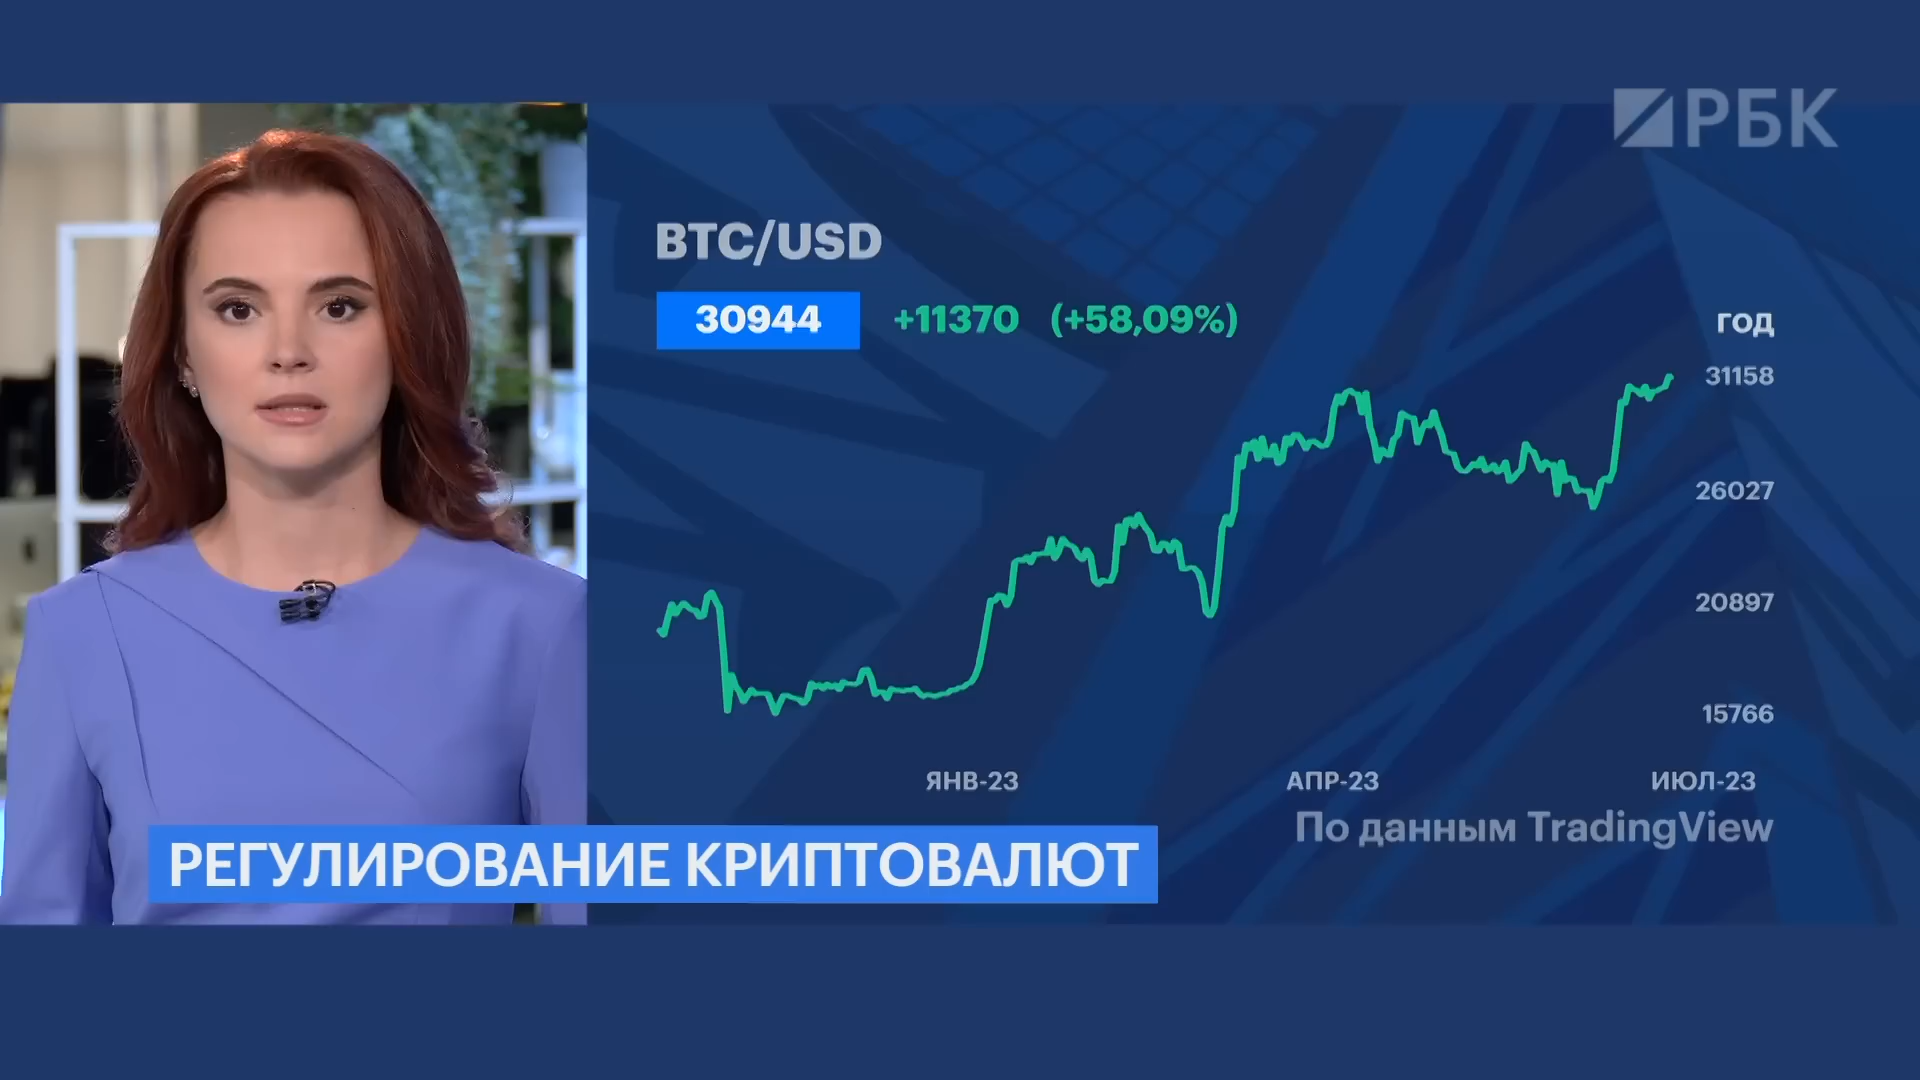 РБК
BTC/USD
30944 +11370 (+58,09%)
год
31158
26027
20897
15766
ЯНВ-23 АПР-23 ИЮЛ-23
По данным TradingView
РЕГУЛИРОВАНИЕ КРИПТОВАЛЮТ